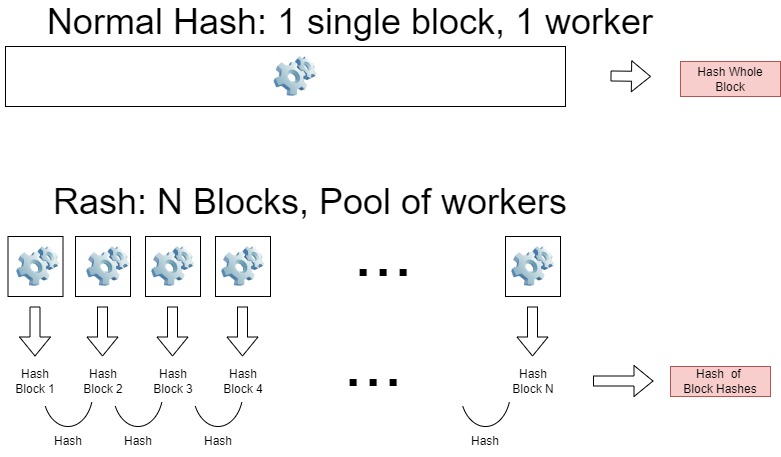 Normal Hash: 1 single block, 1 worker
Hash Whole
Block
Rash: N Blocks, Pool of workers
...
Hash
Block 1
Hash
Block 2
Hash
Block 3
Hash
Block 4
...
Hash
Block N
Hash of
Block Hashes
Hash
Hash
Hash
Hash